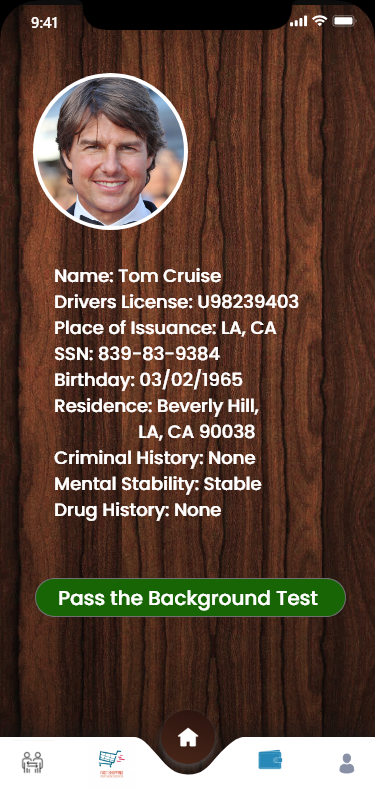 9:41
Name: Tom Cruise
Drivers License: U98239403
Place of Issuance: LA, CA
SSN: 839-83-9384
Birthday: 03/02/1965
Residence: Beverly Hill,
LA, CA 90038
Criminal History: None
Mental Stability: Stable
Drug History: None
Pass the Background Test